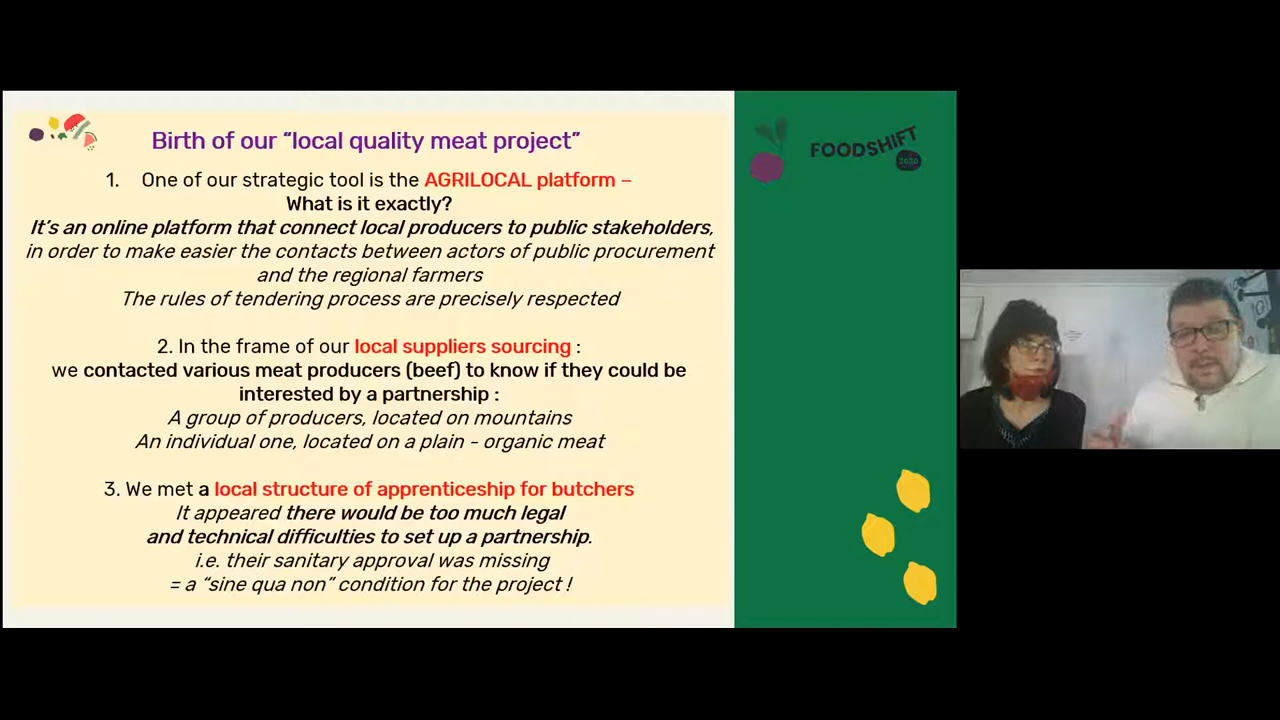 Birth of our “local quality meat project”
1. One of our strategic tool is the AGRILOCAL platform –
What is it exactly?
It’s an online platform that connect local producers to public stakeholders,
in order to make easier the contacts between actors of public procurement
and the regional farmers
The rules of tendering process are precisely respected
2. In the frame of our local suppliers sourcing :
we contacted various meat producers (beef) to know if they could be
interested by a partnership :
A group of producers, located on mountains
An individual one, located on a plain - organic meat
3. We met a local structure of apprenticeship for butchers
It appeared there would be too much legal
and technical difficulties to set up a partnership.
i.e. their sanitary approval was missing
= a “sine qua non” condition for the project !
FOODSHIFT
2030